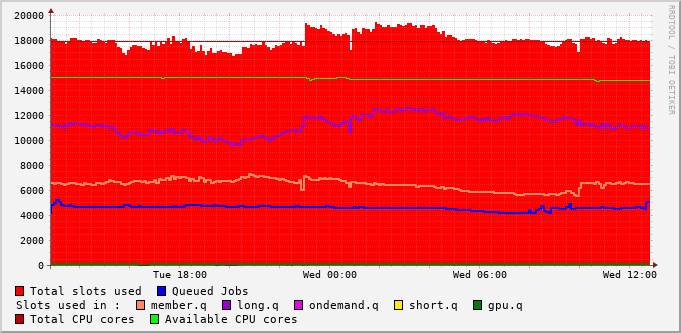 20000
18000
16000
14000
12000
10000
8000
6000
4000
2000
0
Tue 18:00 Wed 00:00 Wed 06:00 Wed 12:00
RRDTOOL / TOBI OETIKER
Total slots used Queued Jobs
Slots used in : member.q long.q ondemand.q short.q gpu.q
Total CPU cores Available CPU cores